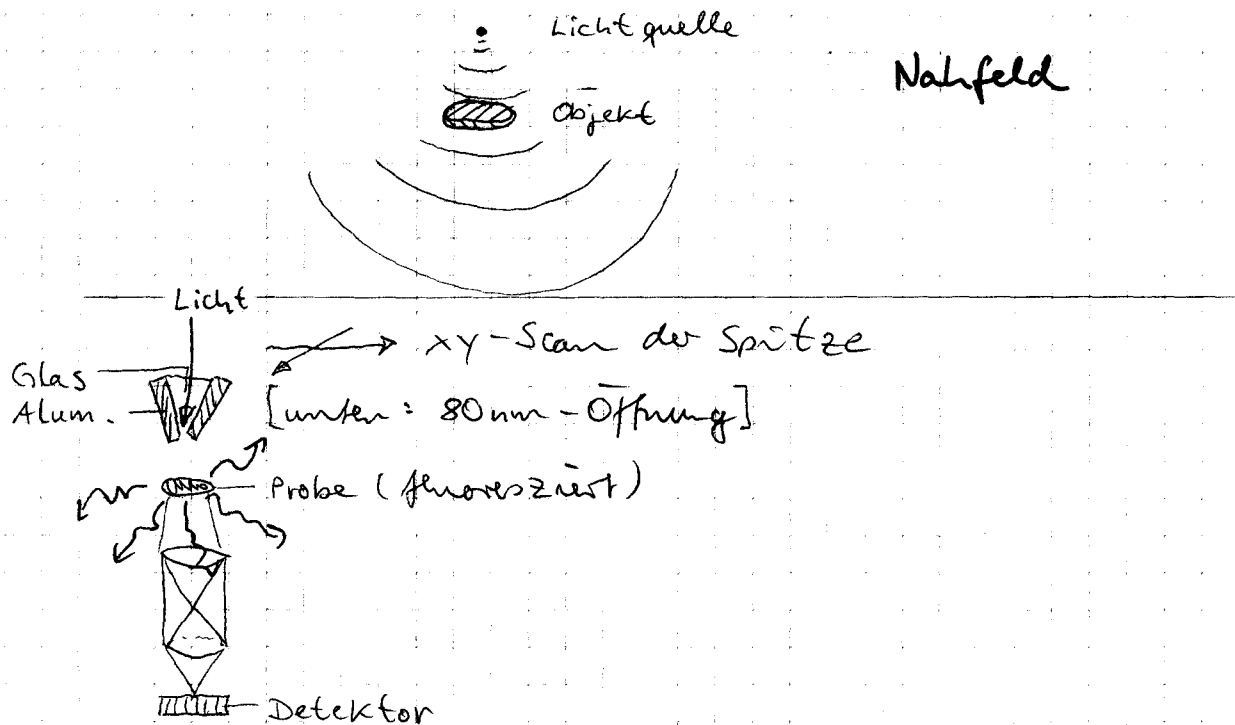 Lichtquelle
Nahfeld
Objekt
Licht
xy-Scan der Spitze
Glas
Alum.
[unten: 80nm-Öffnung]
Probe (fluoresziert)
Detektor